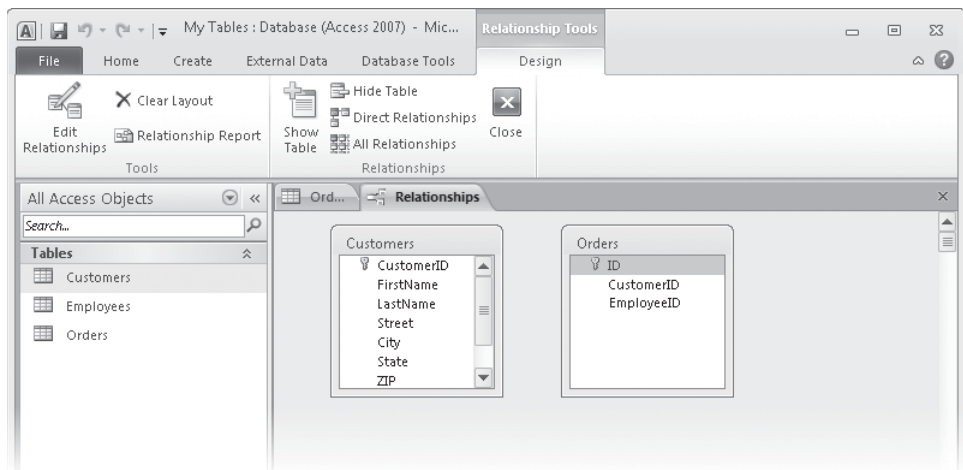 My Tables : Database (Access 2007) - Mic...
Relationship Tools
File Home Create External Data Database Tools Design
Edit Relationships
Clear Layout
Relationship Report
Tools
Show Table
Hide Table
Direct Relationships
All Relationships
Close
Relationships
All Access Objects
Search...
Tables
Customers
Employees
Orders
Ord...
Relationships
Customers
CustomerID
FirstName
LastName
Street
City
State
ZIP
Orders
ID
CustomerID
EmployeeID